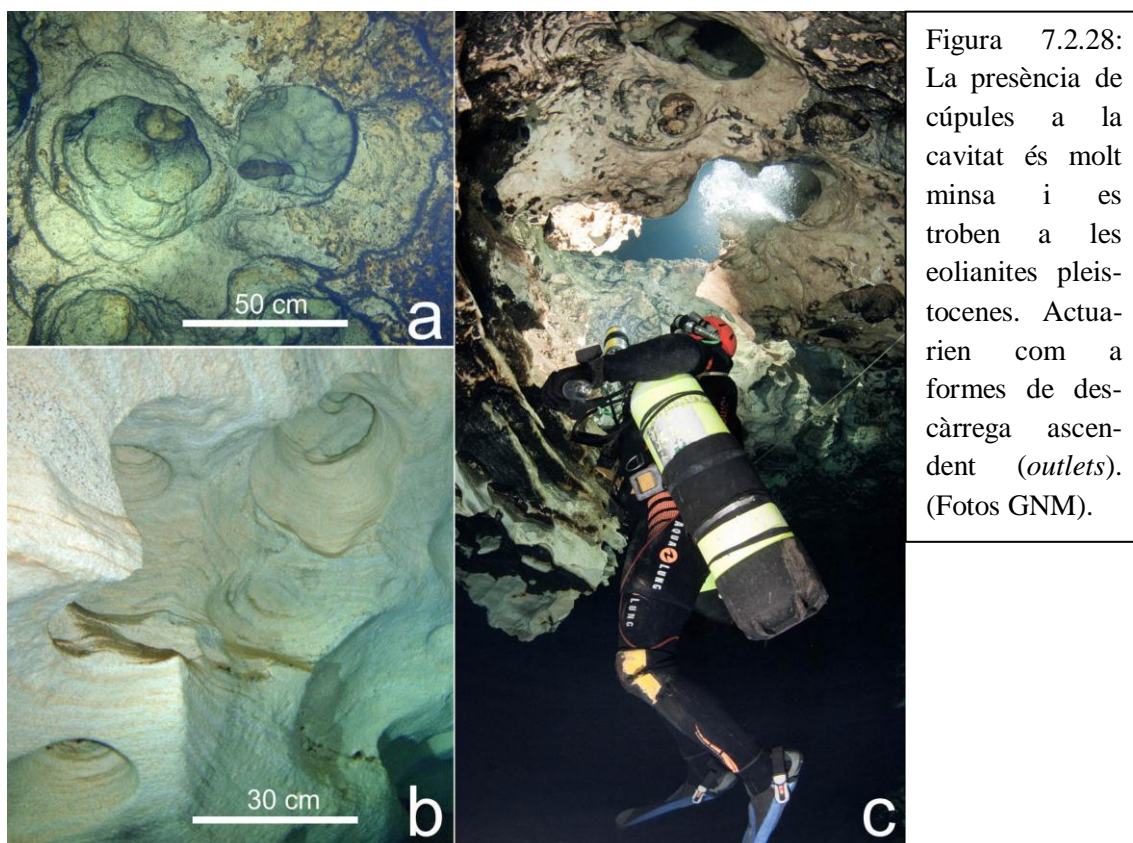 50 cm
a
30 cm
b
AQUA LUNG
LUNG
c
Figura 7.2.28:
La presència de
cúpules a la
cavitat és molt
minsa i es
troben a les
eolianites pleis-
tocenes. Actua-
rien com a
formes de des-
càrrega ascen-
dent (outlets).
(Fotos GNM).